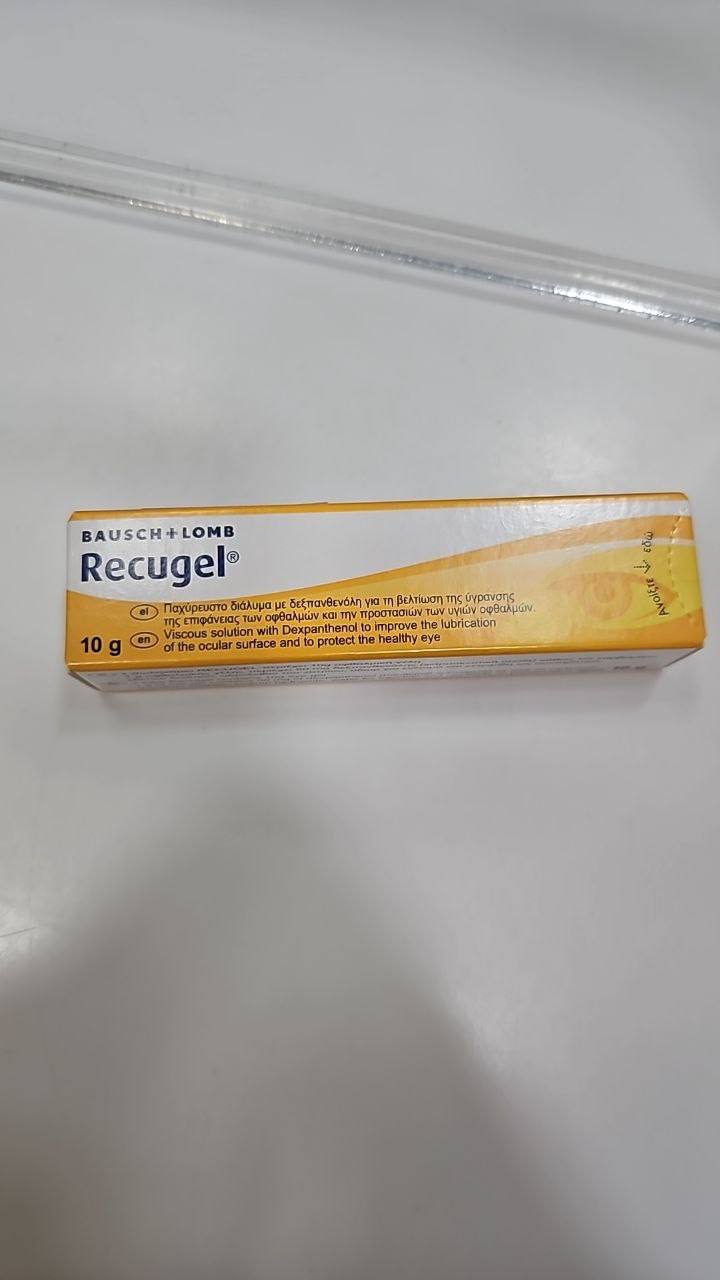 BAUSCH+LOMB
Recugel®
el Παχύρευστο διάλυμα με δεξπανθενόλη για τη βελτίωση της ύγρανσης
της επιφάνειας των οφθαλμών και την προστασιών των υγιών οφθαλμών.
10 g en Viscous solution with Dexpanthenol to improve the lubrication
of the ocular surface and to protect the healthy eye
Ανοίξτε εδώ